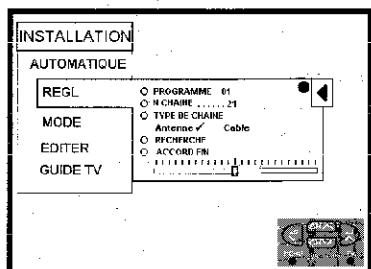 INSTALLATION
AUTOMATIQUE
REGL
MODE
EDITER
GUIDE TV
PROGRAMME 01
N CHAINE ...... 21
TYPE DE CHAINE
Antenne ✓ Cable
RECHERCHE
ACCORD FIN